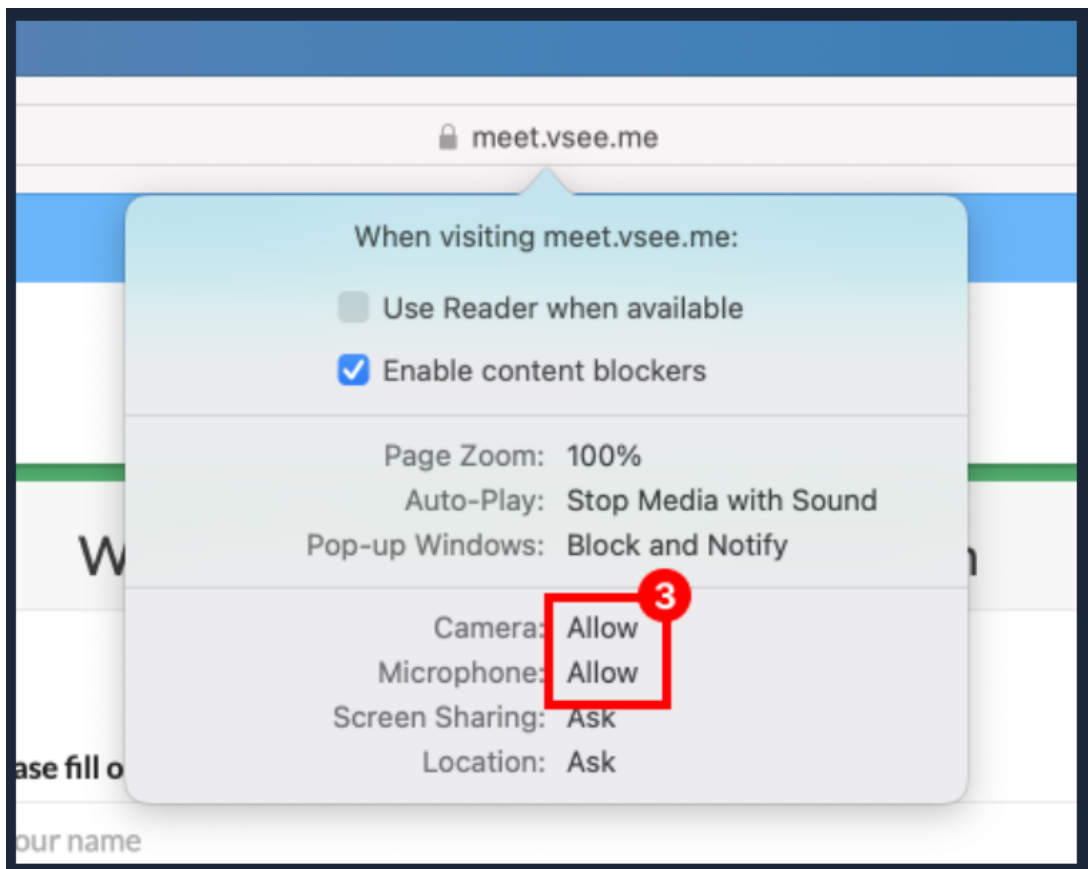 meet.vsee.me
When visiting meet.vsee.me:
Use Reader when available
Enable content blockers
Page Zoom: 100%
Auto-Play: Stop Media with Sound
Pop-up Windows: Block and Notify
3
Camera: Allow
Microphone: Allow
Screen Sharing: Ask
Location: Ask
ase fill o
our name